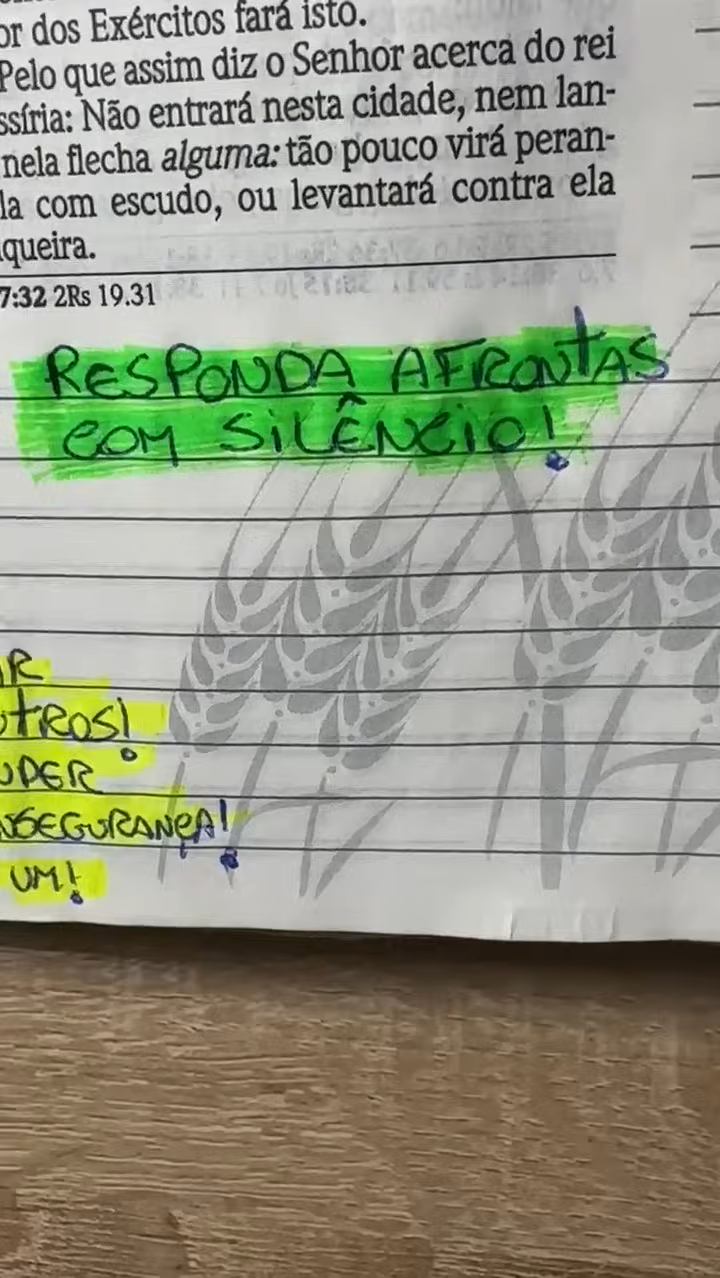 or dos Exércitos fará isto.
Pelo que assim diz o Senhor acerca do rei
ssíria: Não entrará nesta cidade, nem lan-
nela flecha alguma: tão pouco virá peran-
la com escudo, ou levantará contra ela
queira.
7:32 2Rs 19.31
RESPONDA AFRONTAS
COM SILÊNCIO!
R
TROS!
UDER
NSEGURANÇA!
UM!